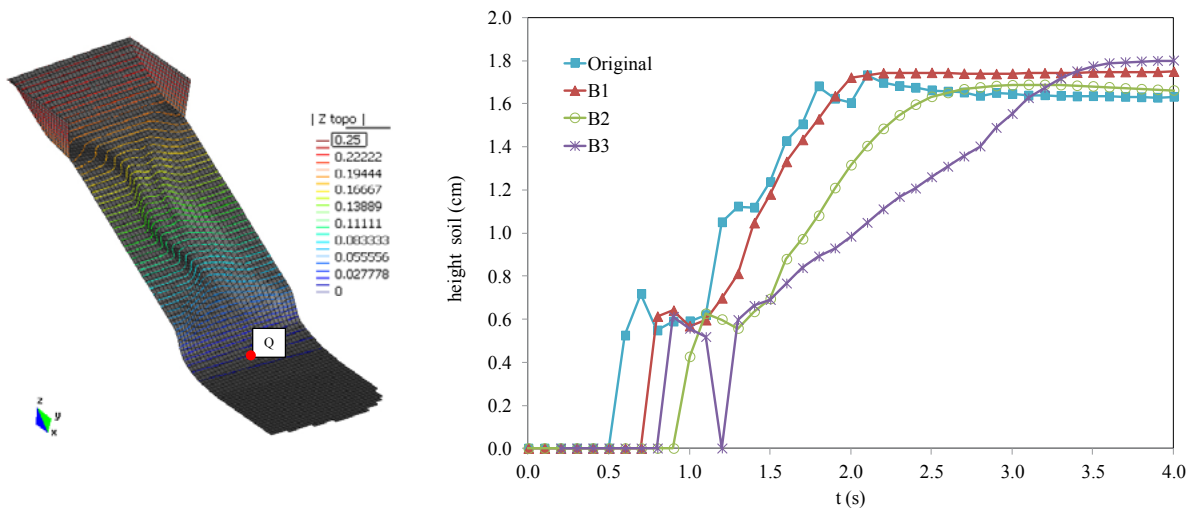 | Z topo |
0.25
0.22222
0.19444
0.16667
0.13889
0.11111
0.083333
0.055556
0.027778
0
Q
z
y
x
2.0
1.8
1.6
1.4
1.2
1.0
0.8
0.6
0.4
0.2
0.0
height soil (cm)
Original
B1
B2
B3
0.0 0.5 1.0 1.5 2.0 2.5 3.0 3.5 4.0
t (s)